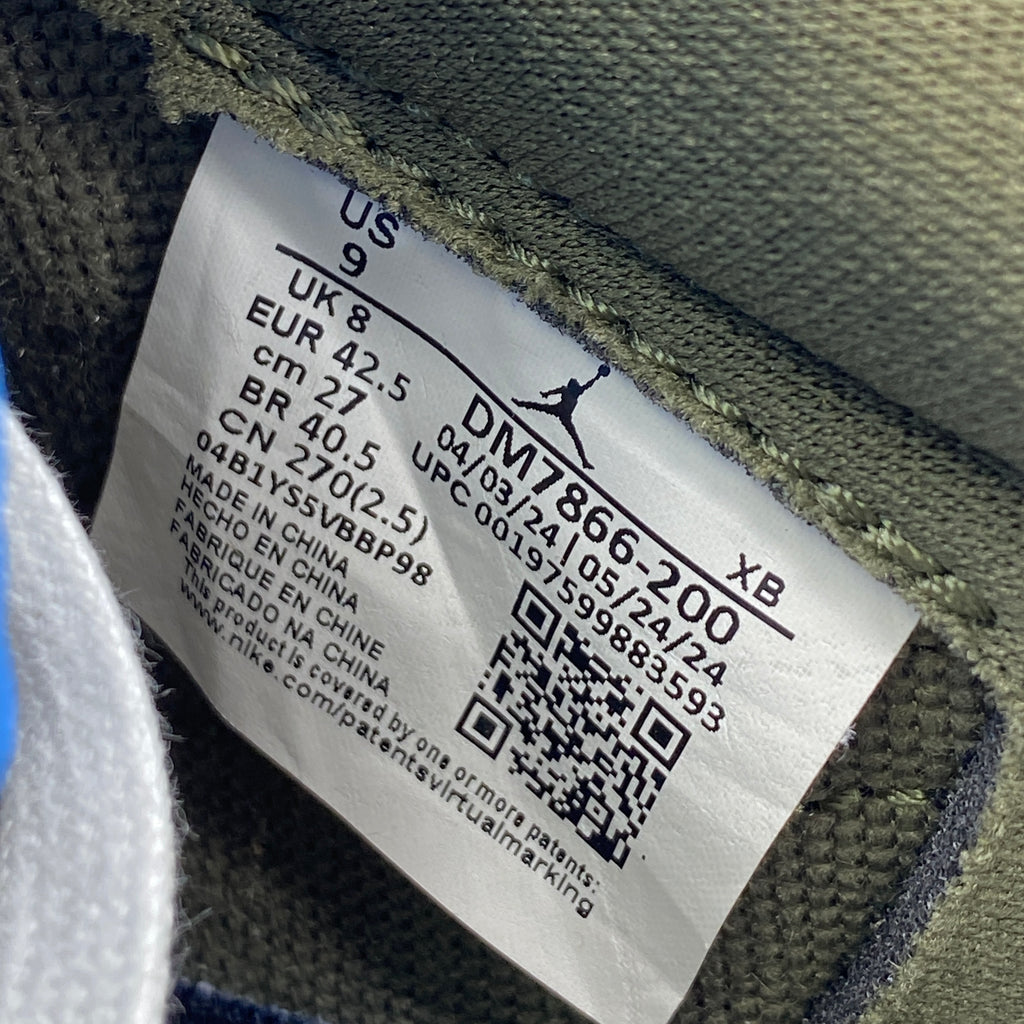 US
9
UK 8
EUR 42.5
cm 27
BR 40.5
CN 270(2.5)
04B1YS5VBBP98
MADE IN CHINA
HECHO EN CHINA
FABRIQUE EN CHINE
FABRICADO NA CHINA
This product is covered by one or more patents:
www.nike.com/patentsvirtualmarking
XB
DM7866-200
04/03/24 | 05/24/24
UPC 00197599883593